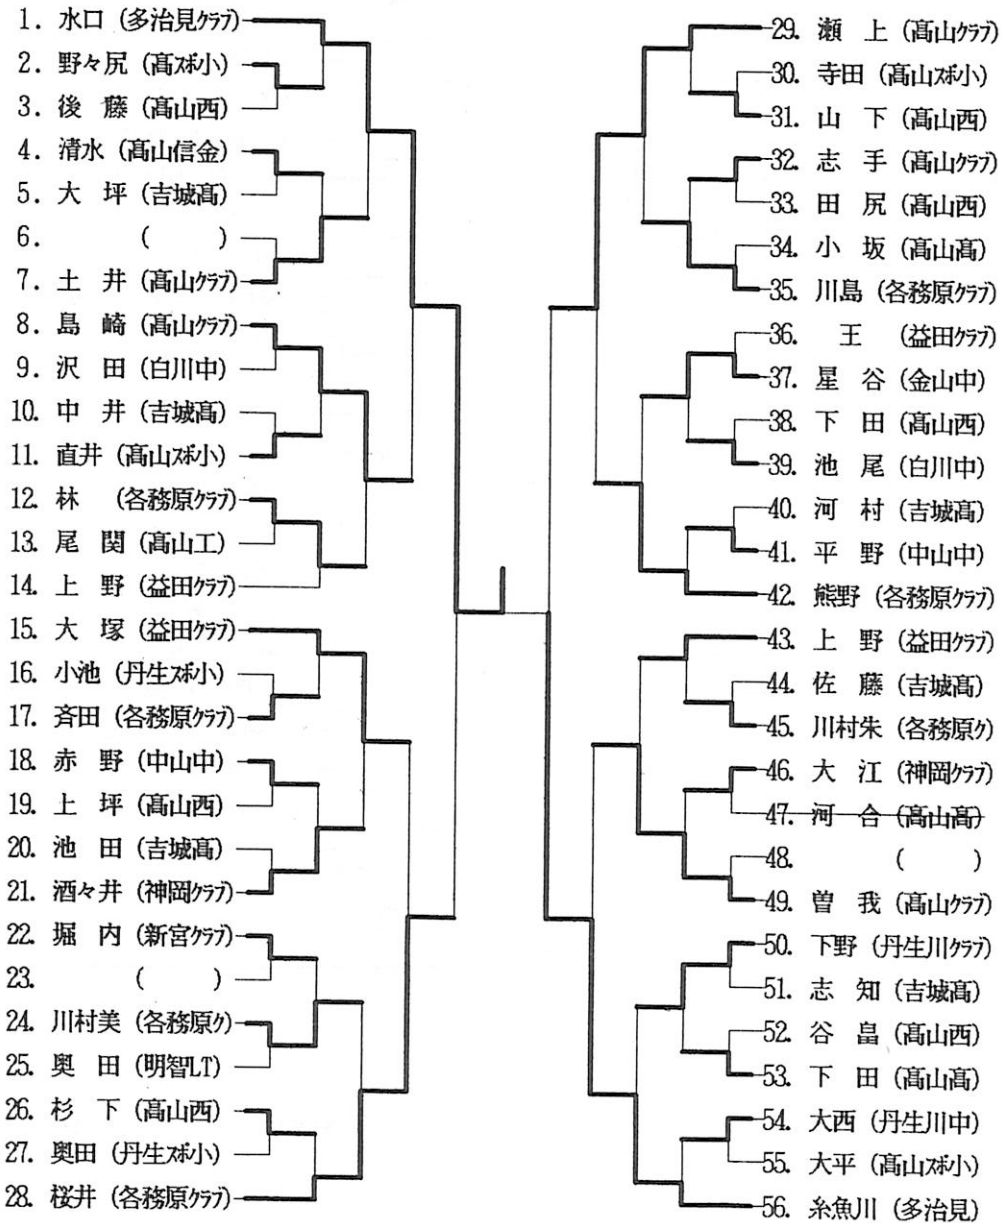 1. 水口 (多治見クラブ)
2. 野々尻 (高スポ小)
3. 後 藤 (高山西)
4. 清水 (高山信金)
5. 大 坪 (吉城高)
6. ( )
7. 土 井 (高山クラブ)
8. 島 崎 (高山クラブ)
9. 沢 田 (白川中)
10. 中 井 (吉城高)
11. 直井 (高山スポ小)
12. 林 (各務原クラブ)
13. 尾 関 (高山工)
14. 上 野 (益田クラブ)
15. 大 塚 (益田クラブ)
16. 小池 (丹生スポ小)
17. 斉田 (各務原クラブ)
18. 赤 野 (中山中)
19. 上 坪 (高山西)
20. 池 田 (吉城高)
21. 酒々井 (神岡クラブ)
22. 堀 内 (新宮クラブ)
23. ( )
24. 川村美 (各務原ク)
25. 奥 田 (明智LT)
26. 杉 下 (高山西)
27. 奥田 (丹生スポ小)
28. 桜井 (各務原クラブ)
29. 瀬 上 (高山クラブ)
30. 寺田 (高山スポ小)
31. 山 下 (高山西)
32. 志 手 (高山クラブ)
33. 田 尻 (高山西)
34. 小 坂 (高山高)
35. 川島 (各務原クラブ)
36. 王 (益田クラブ)
37. 星 谷 (金山中)
38. 下 田 (高山西)
39. 池 尾 (白川中)
40. 河 村 (吉城高)
41. 平 野 (中山中)
42. 熊野 (各務原クラブ)
43. 上 野 (益田クラブ)
44. 佐 藤 (吉城高)
45. 川村朱 (各務原ク)
46. 大 江 (神岡クラブ)
47. 河 合 (高山高)
48. ( )
49. 曽 我 (高山クラブ)
50. 下野 (丹生川クラブ)
51. 志 知 (吉城高)
52. 谷 畠 (高山西)
53. 下 田 (高山高)
54. 大西 (丹生川中)
55. 大平 (高山スポ小)
56. 糸魚川 (多治見)